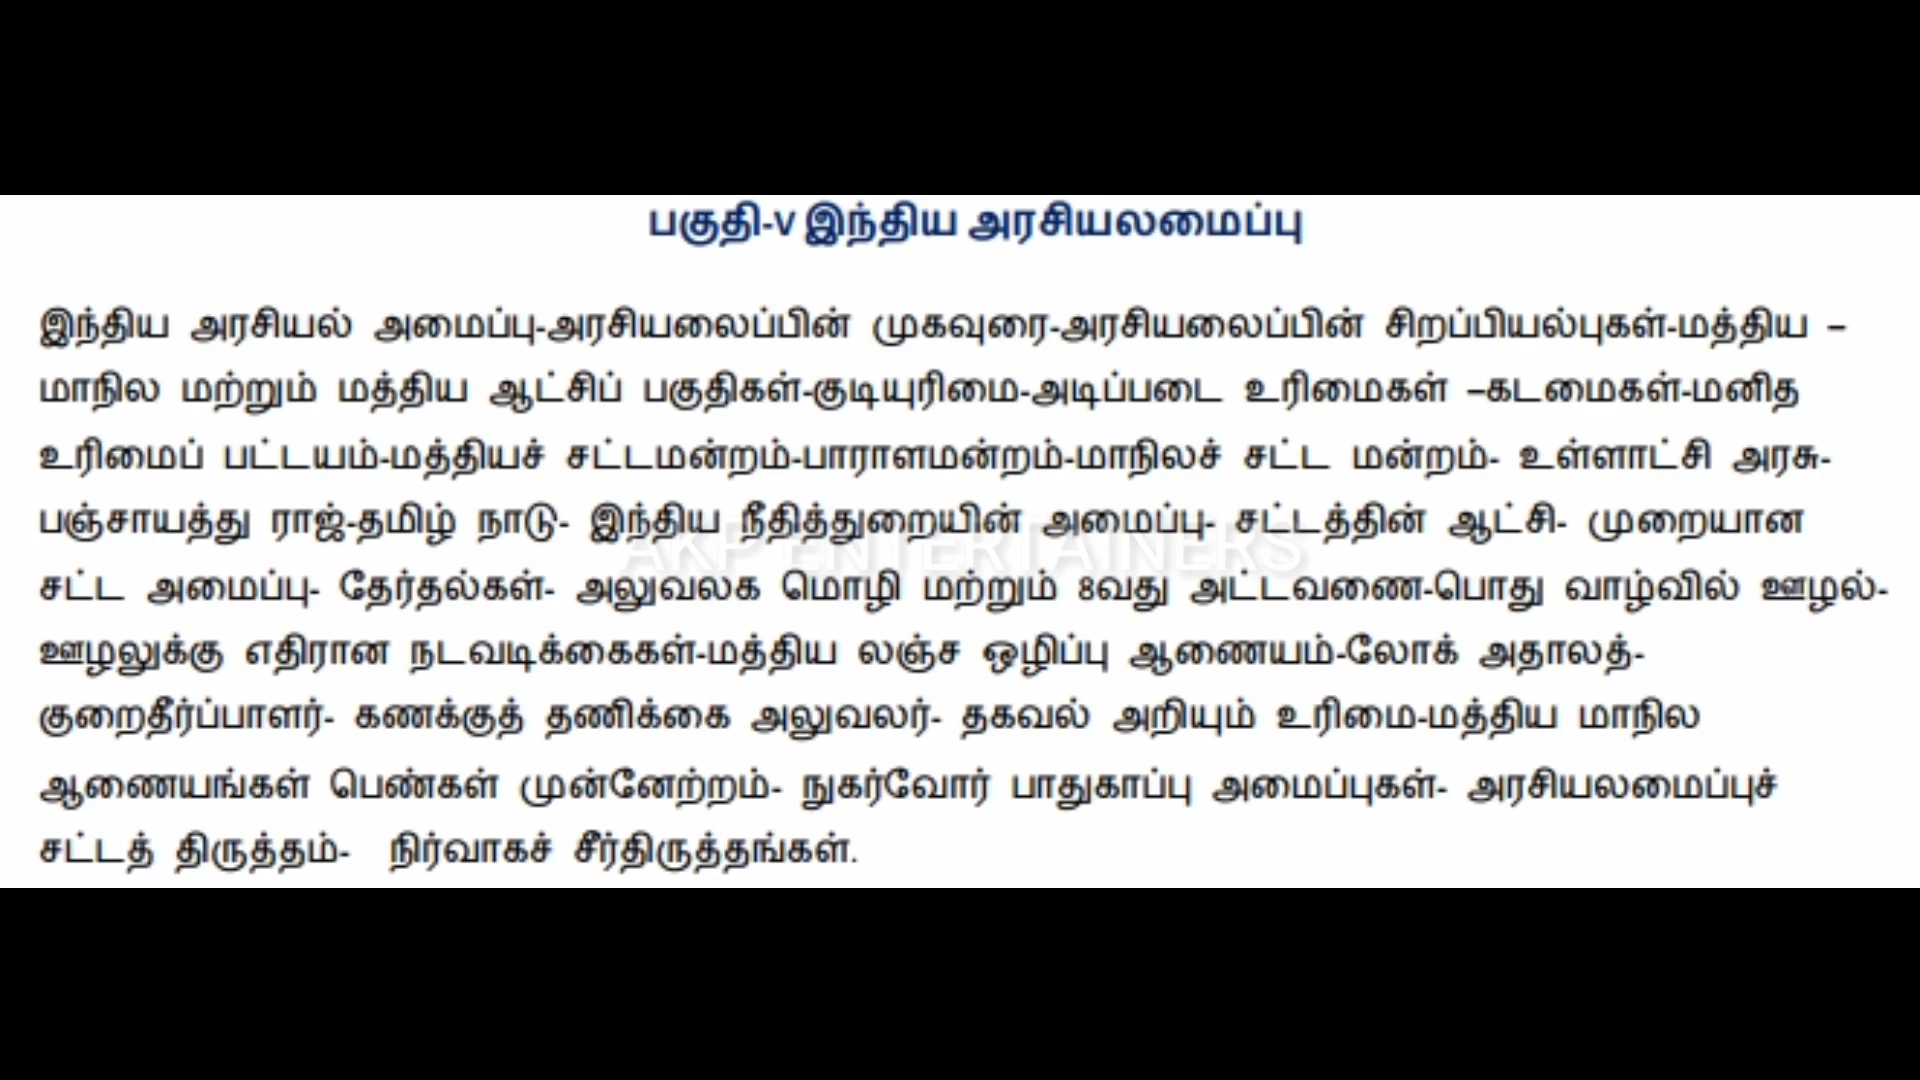 பகுதி-V இந்திய அரசியலமைப்பு
இந்திய அரசியல் அமைப்பு-அரசியலைப்பின் முகவுரை-அரசியலைப்பின் சிறப்பியல்புகள்-மத்திய –
மாநில மற்றும் மத்திய ஆட்சிப் பகுதிகள்-குடியுரிமை-அடிப்படை உரிமைகள் –கடமைகள்-மனித
உரிமைப் பட்டயம்-மத்தியச் சட்டமன்றம்-பாராளமன்றம்-மாநிலச் சட்ட மன்றம்- உள்ளாட்சி அரசு-
பஞ்சாயத்து ராஜ்-தமிழ் நாடு- இந்திய நீதித்துறையின் அமைப்பு- சட்டத்தின் ஆட்சி- முறையான
AKP ENTERTAINERS
சட்ட அமைப்பு- தேர்தல்கள்- அலுவலக மொழி மற்றும் 8வது அட்டவணை-பொது வாழ்வில் ஊழல்-
ஊழலுக்கு எதிரான நடவடிக்கைகள்-மத்திய லஞ்ச ஒழிப்பு ஆணையம்-லோக் அதாலத்-
குறைதீர்ப்பாளர்- கணக்குத் தணிக்கை அலுவலர்- தகவல் அறியும் உரிமை-மத்திய மாநில
ஆணையங்கள் பெண்கள் முன்னேற்றம்- நுகர்வோர் பாதுகாப்பு அமைப்புகள்- அரசியலமைப்புச்
சட்டத் திருத்தம்- நிர்வாகச் சீர்திருத்தங்கள்.